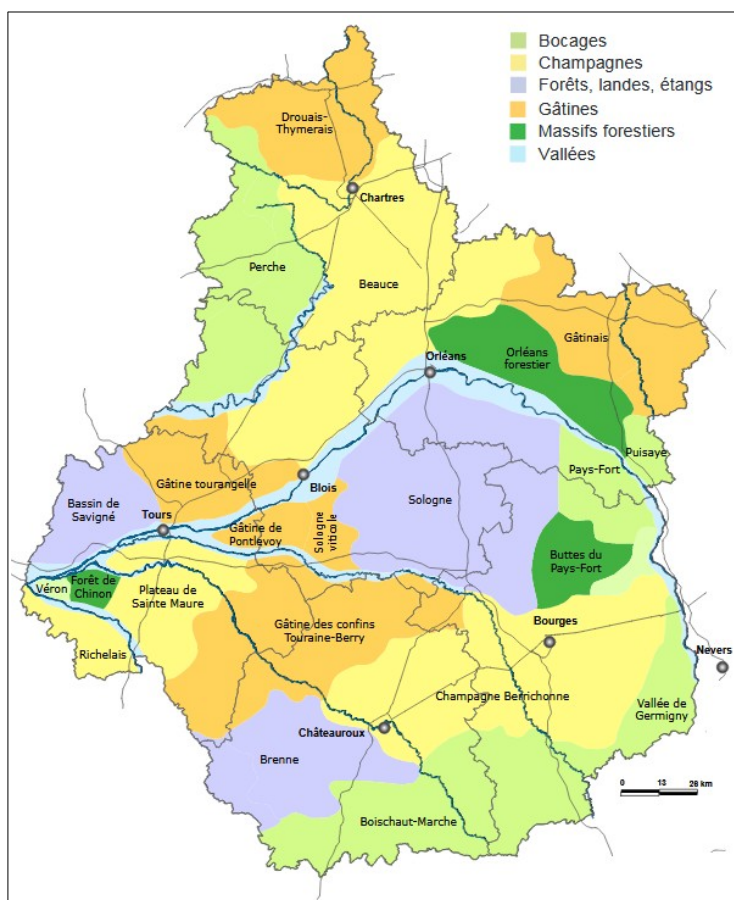 Bocages
Champagnes
Forêts, landes, étangs
Gâtines
Massifs forestiers
Vallées
Drouais-
Thymerais
Chartres
Perche
Beauce
Gâtinais
Orléans
Orléans
forestier
Puisaye
Pays-Fort
Gâtine tourangelle
Blois
Sologne
Bassin de
Savigné
Tours
Gâtine de
Pontlevoy
Sologne
viticole
Buttes du
Pays-Fort
Véron
Forêt de
Chinon
Plateau de
Sainte Maure
Gâtine des confins
Touraine-Berry
Bourges
Richelais
Nevers
Champagne Berrichonne
Vallée de
Germigny
Châteauroux
Brenne
0 13 26 km
Boischaut-Marche